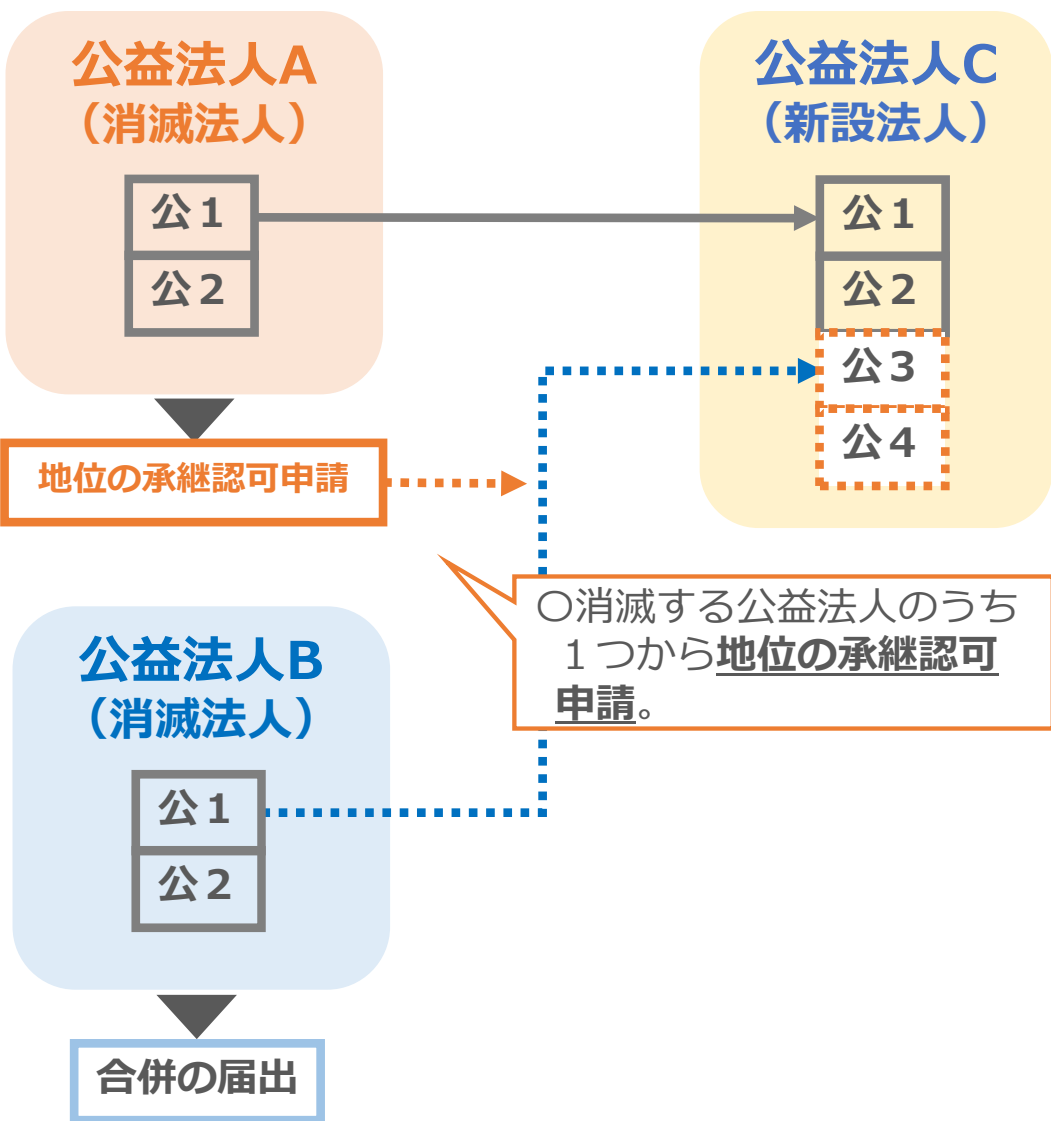 公益法人A
（消滅法人）
公１
公２
地位の承継認可申請
公益法人C
（新設法人）
公１
公２
公３
公４
〇消滅する公益法人のうち
１つから地位の承継認可
申請。
公益法人B
（消滅法人）
公１
公２
合併の届出